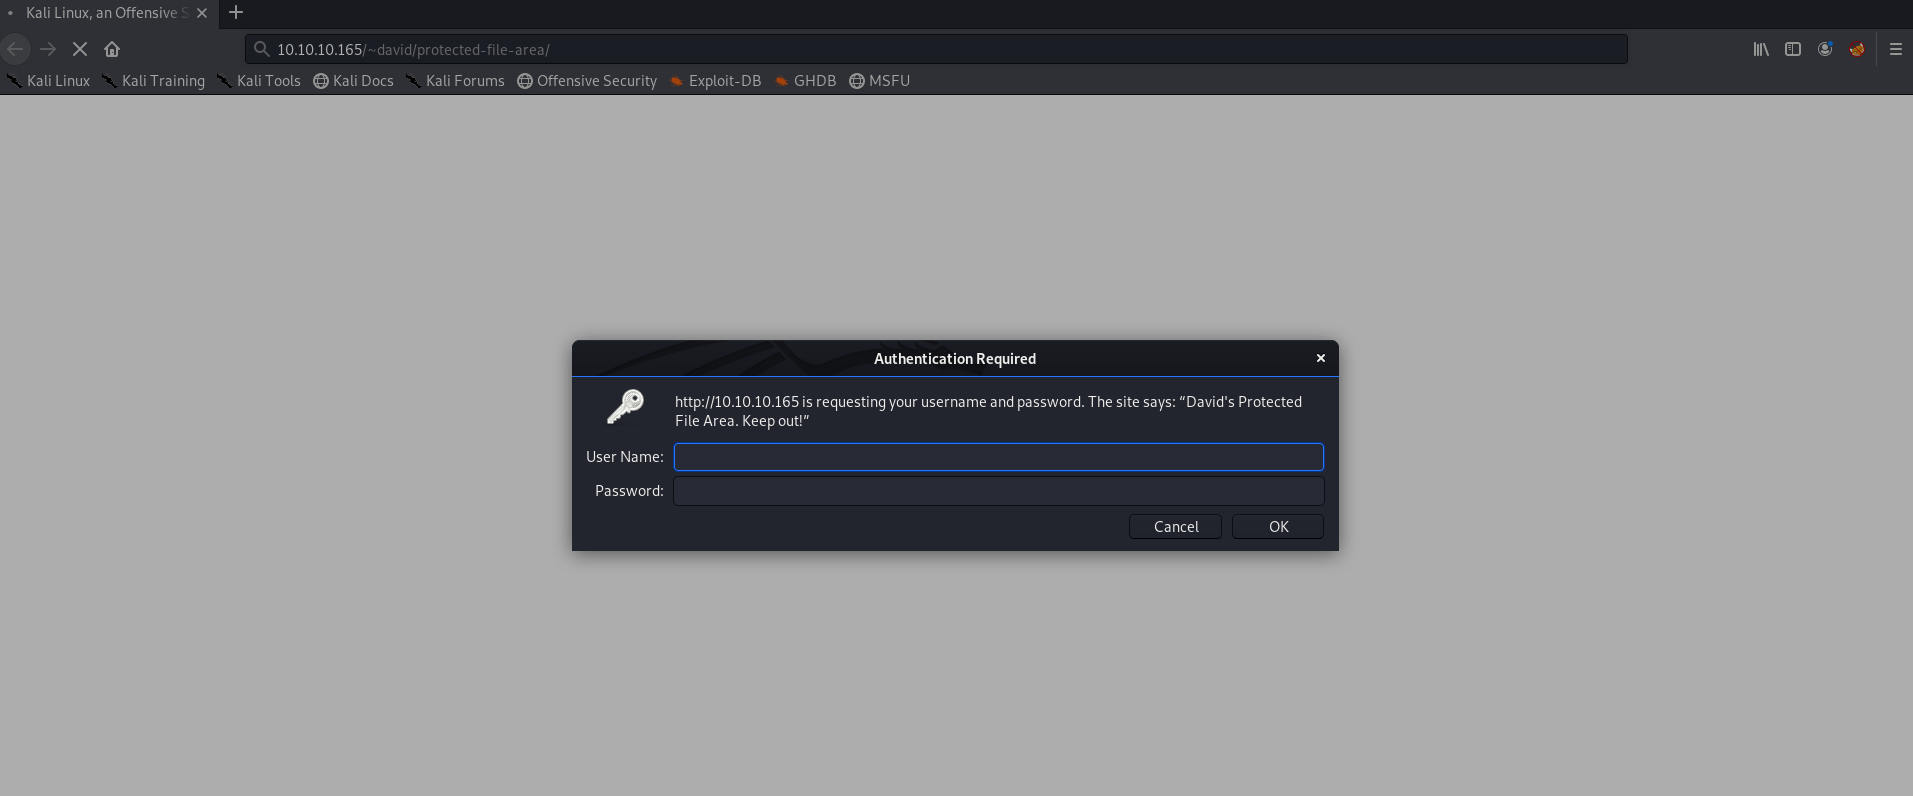 Kali Linux, an Offensive S
10.10.10.165/~david/protected-file-area/
Kali Linux Kali Training Kali Tools Kali Docs Kali Forums Offensive Security Exploit-DB GHDB MSFU
Authentication Required
http://10.10.10.165 is requesting your username and password. The site says: “David's Protected
File Area. Keep out!”
User Name:
Password:
Cancel OK